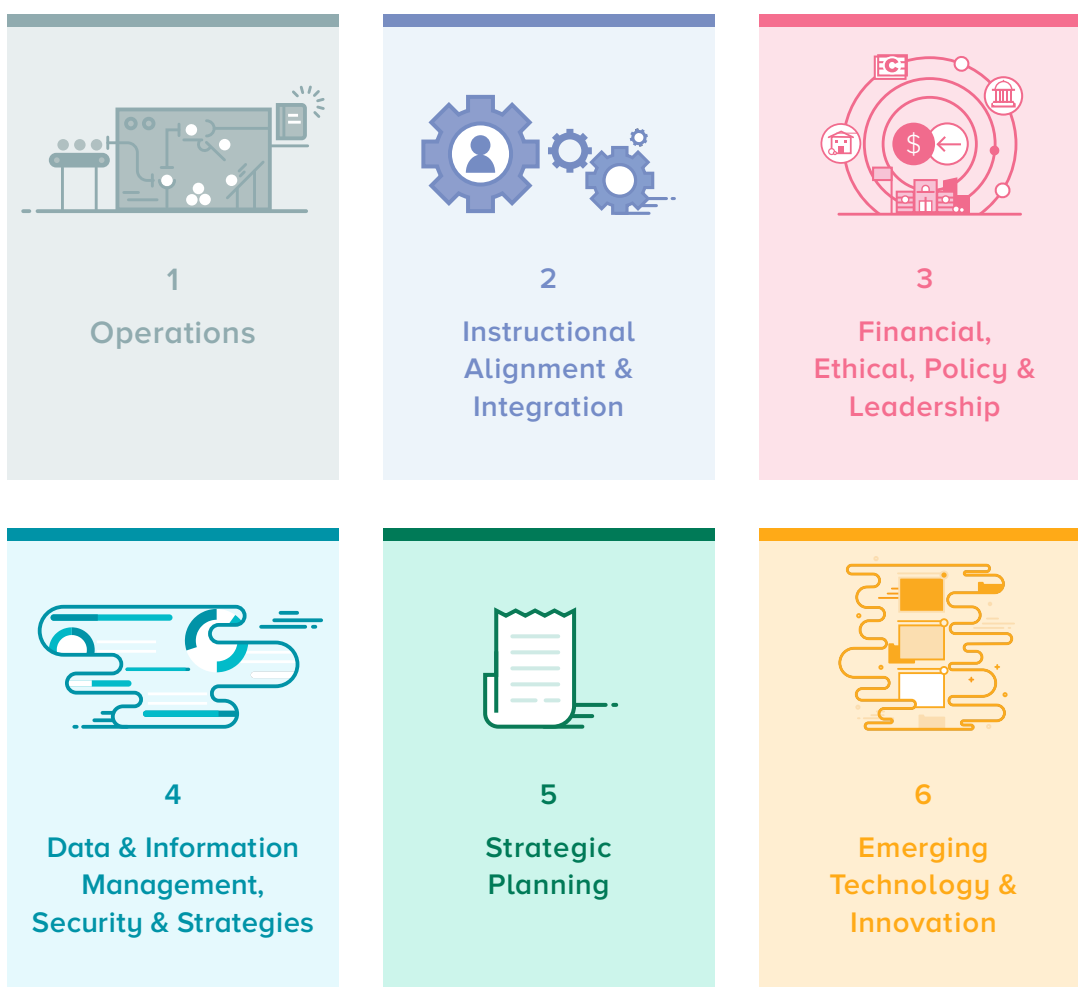 1
Operations
2
Instructional
Alignment &
Integration
C
$
3
Financial,
Ethical, Policy &
Leadership
4
Data & Information
Management,
Security & Strategies
5
Strategic
Planning
6
Emerging
Technology &
Innovation